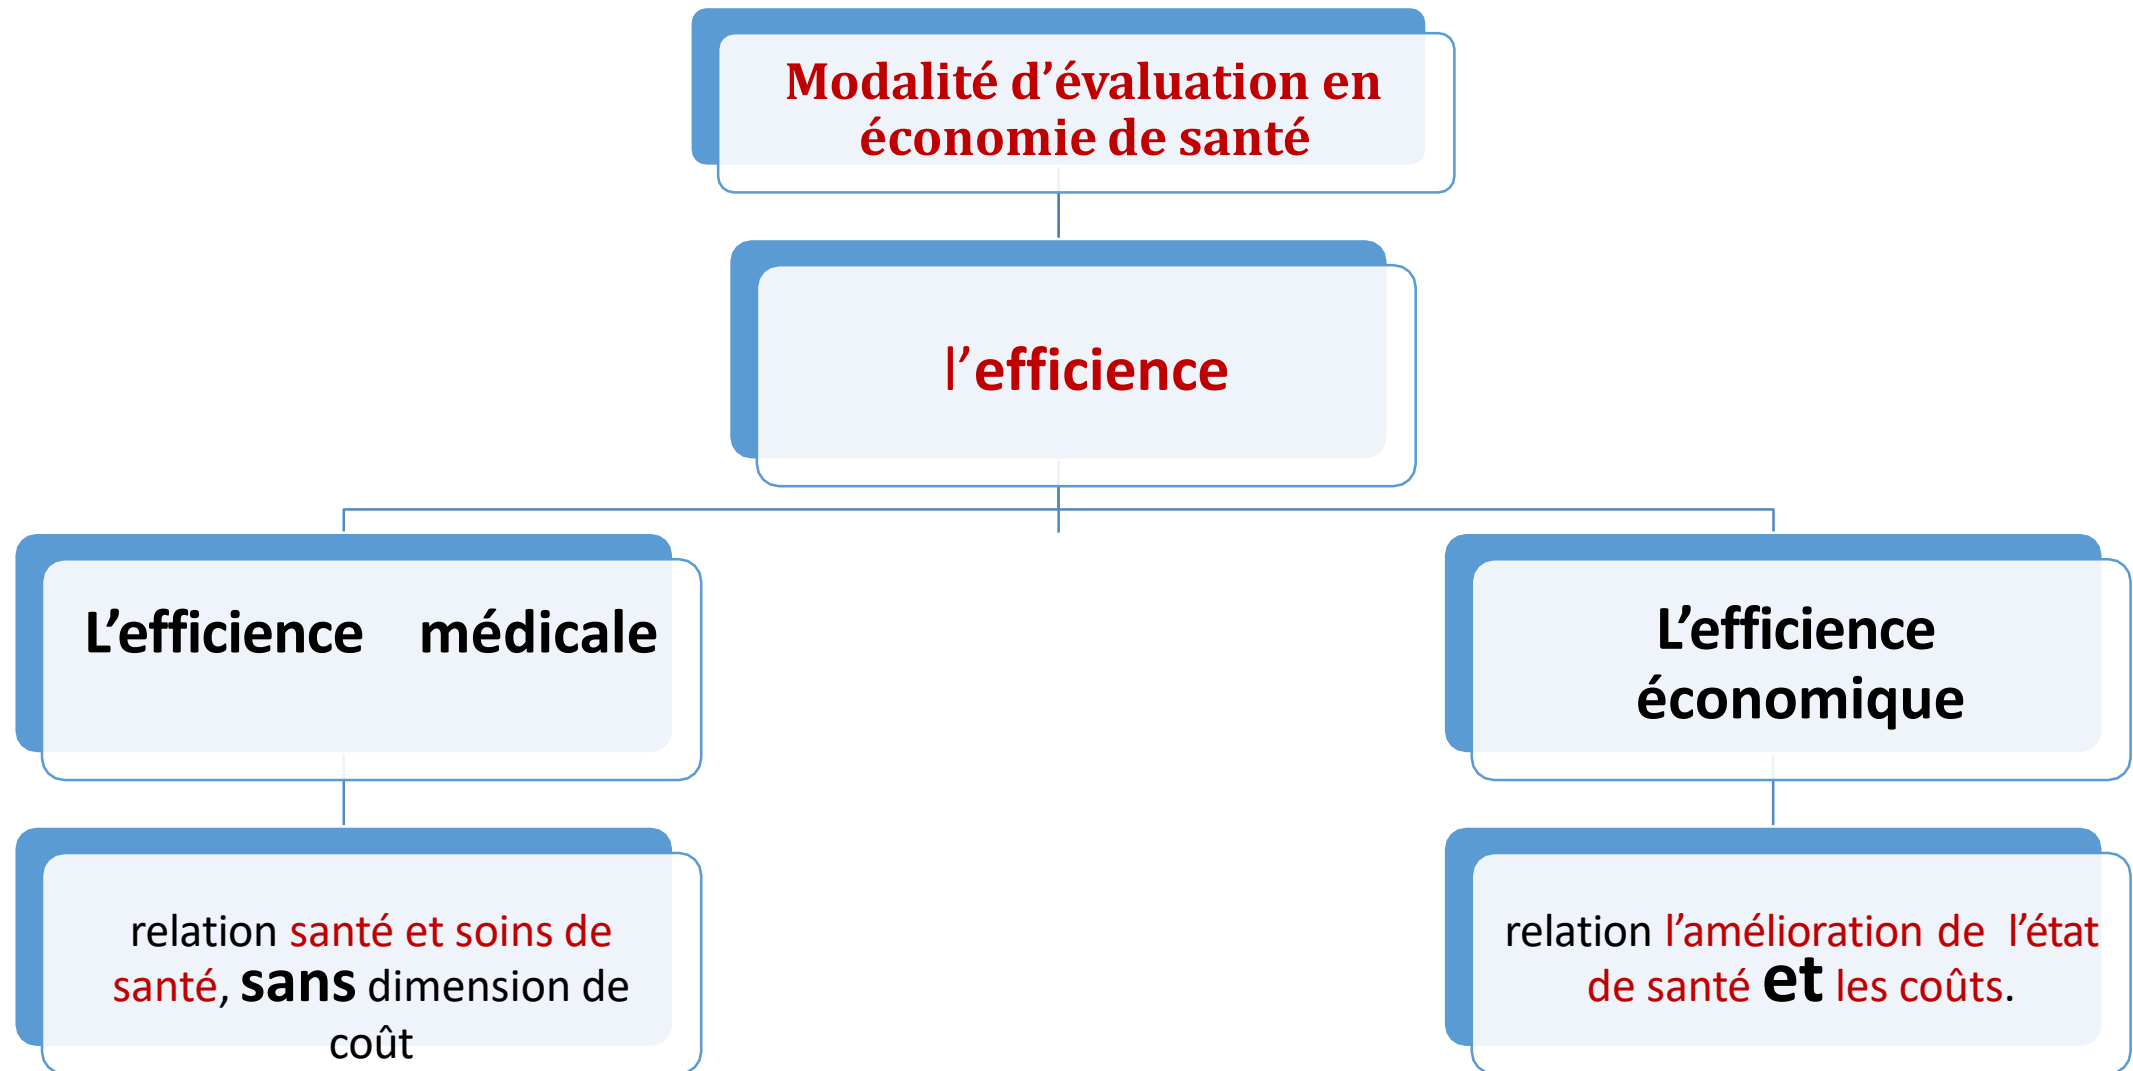 Modalité d’évaluation en
économie de santé
l’efficience
L’efficience médicale
L’efficience
économique
relation santé et soins de
santé, sans dimension de
coût
relation l’amélioration de l’état
de santé et les coûts.